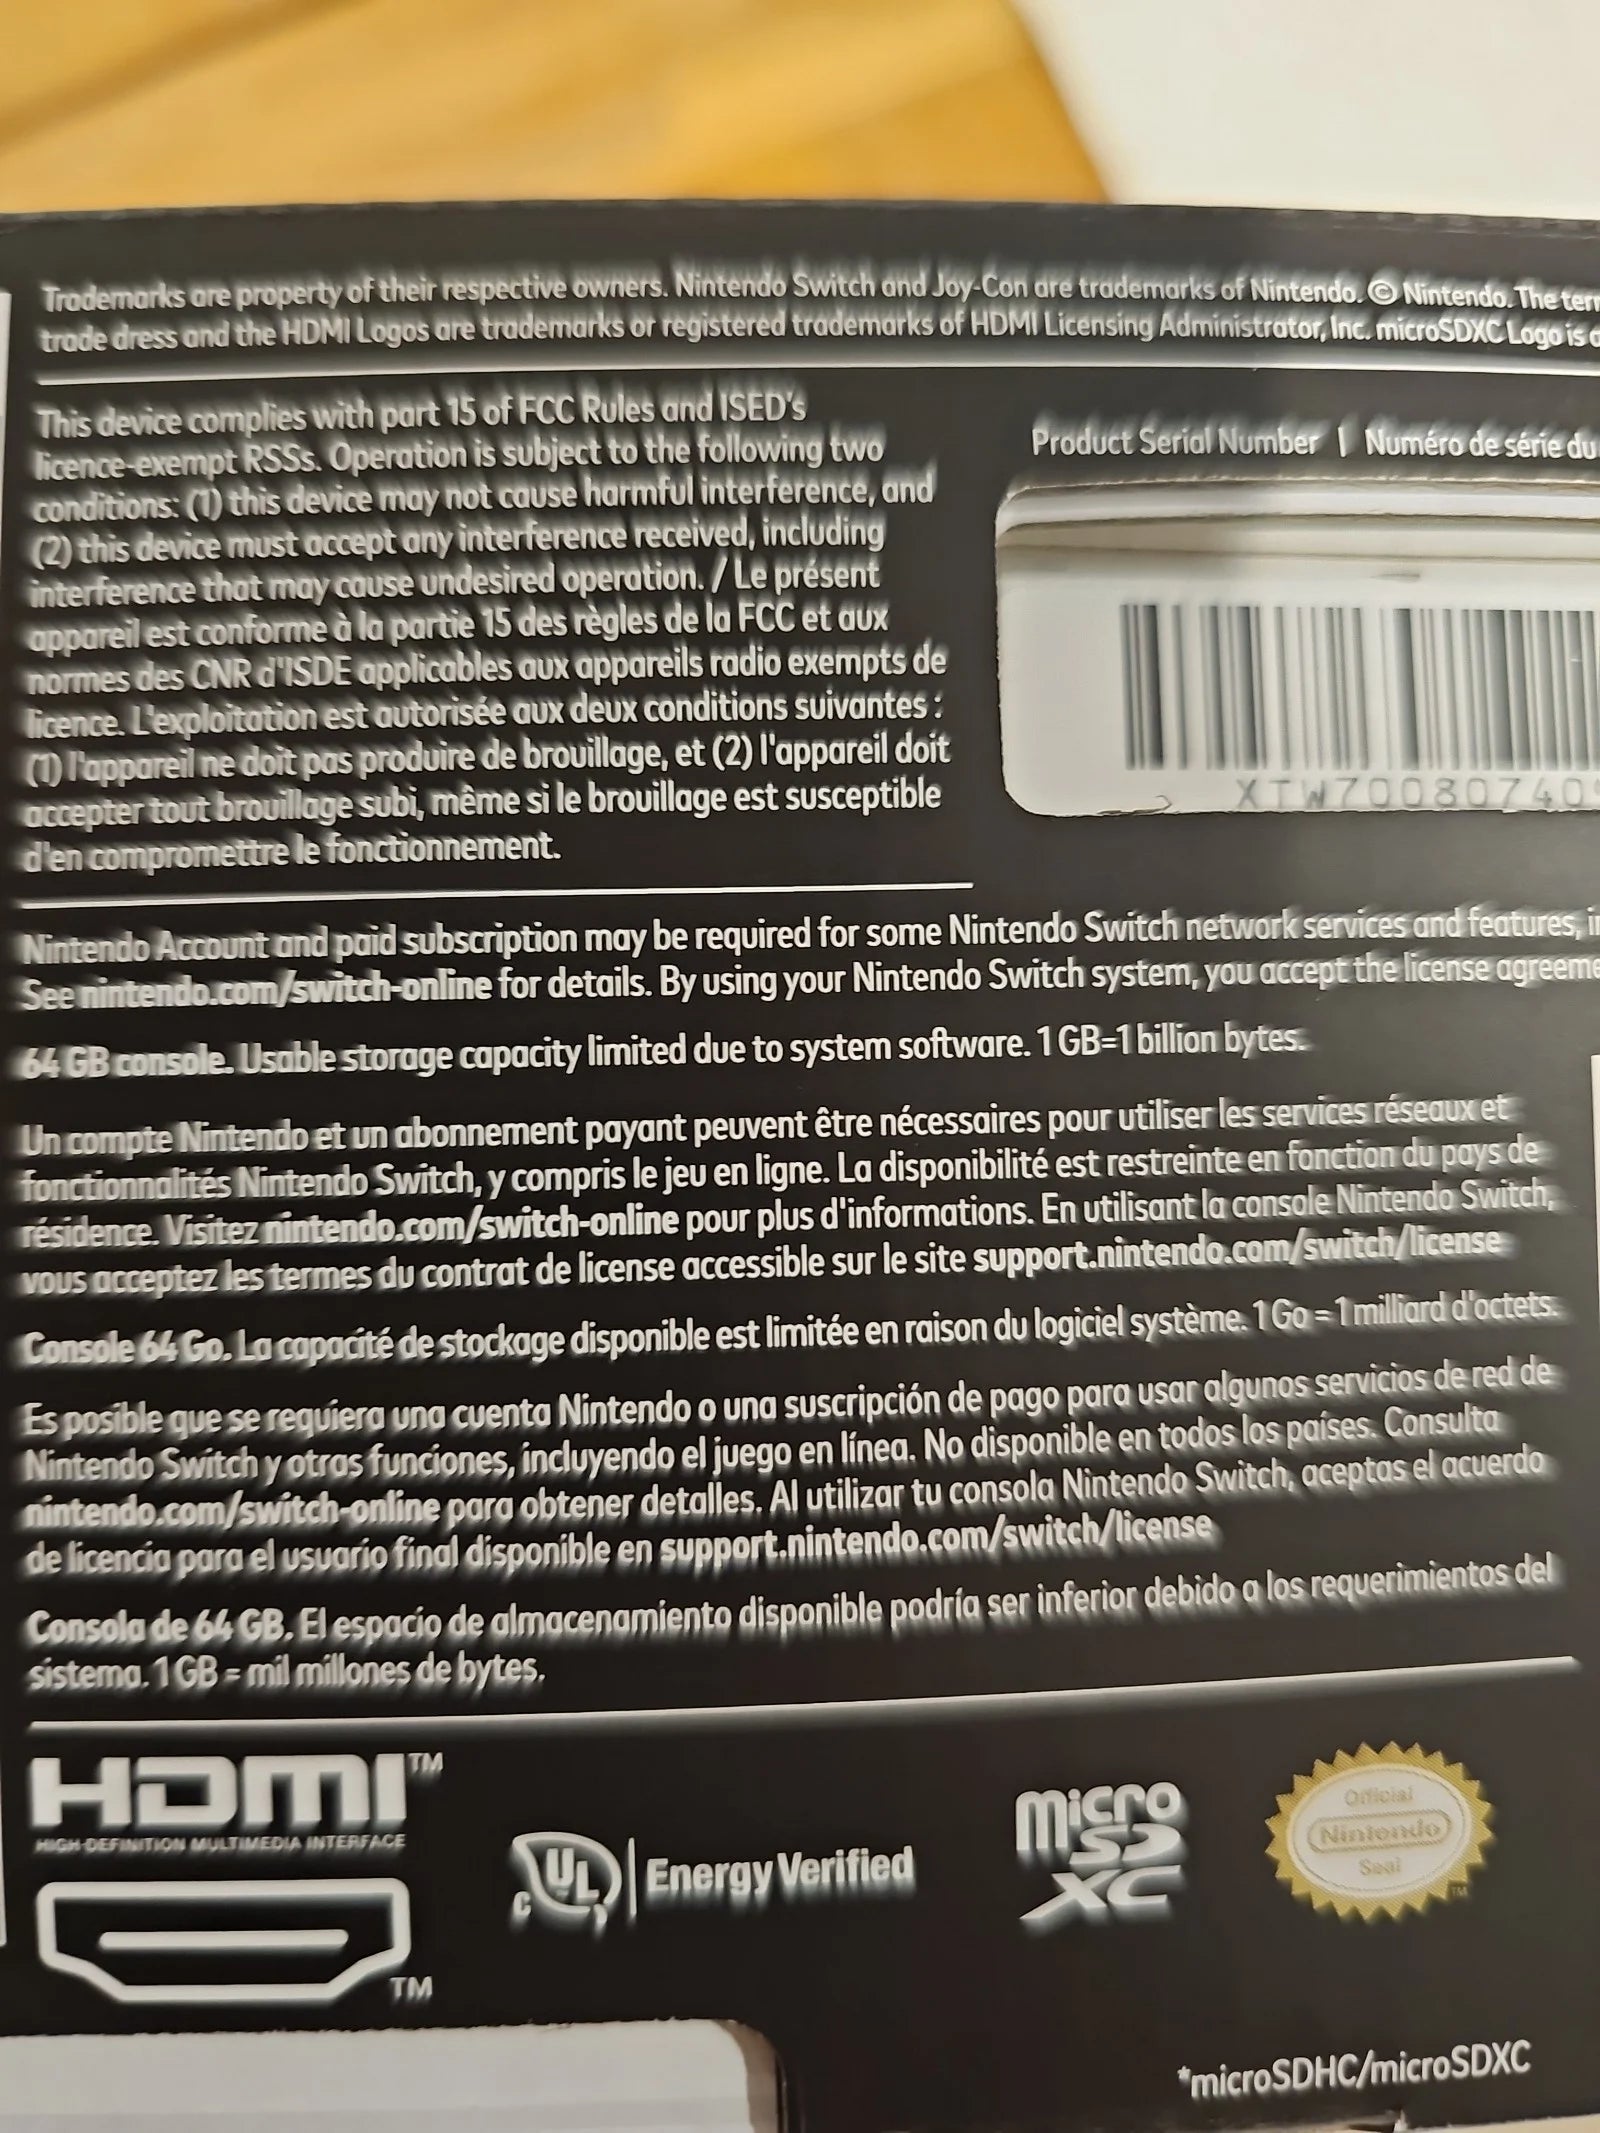 Trademarks are property of their respective owners. Nintendo Switch and Joy-Con are trademarks of Nintendo. © Nintendo. The
trade dress and the HDMI Logos are trademarks or registered trademarks of HDMI Licensing Administrator, Inc. microSDXC Logo is
This device complies with part 15 of FCC Rules and ISED's
licence-exempt RSSs. Operation is subject to the following two
conditions: (1) this device may not cause harmful interference, and
(2) this device must accept any interference received, including
interference that may cause undesired operation. / Le présent
appareil est conforme à la partie 15 des règles de la FCC et aux
normes des CNR d'ISDE applicables aux appareils radio exempts de
licence. L'exploitation est autorisée aux deux conditions suivantes :
(1) l'appareil ne doit pas produire de brouillage, et (2) l'appareil doit
accepter tout brouillage subi, même si le brouillage est susceptible
d'en compromettre le fonctionnement.
Product Serial Number | Numéro de série du
XTW70080740
Nintendo Account and paid subscription may be required for some Nintendo Switch network services and features,
See nintendo.com/switch-online for details. By using your Nintendo Switch system, you accept the license agreeme
64 GB console. Usable storage capacity limited due to system software. 1 GB=1 billion bytes.
Un compte Nintendo et un abonnement payant peuvent être nécessaires pour utiliser les services réseaux et
fonctionnalités Nintendo Switch, y compris le jeu en ligne. La disponibilité est restreinte en fonction du pays de
résidence. Visitez nintendo.com/switch-online pour plus d'informations. En utilisant la console Nintendo Switch,
vous acceptez les termes du contrat de license accessible sur le site support.nintendo.com/switch/license
Console 64 Go. La capacité de stockage disponible est limitée en raison du logiciel système. 1 Go = 1 milliard d'octets.
Es posible que se requiera una cuenta Nintendo o una suscripción de pago para usar algunos servicios de red de
Nintendo Switch y otras funciones, incluyendo el juego en línea. No disponible en todos los países. Consulta
nintendo.com/switch-online para obtener detalles. Al utilizar tu consola Nintendo Switch, aceptas el acuerdo
de licencia para el usuario final disponible en support.nintendo.com/switch/license
Consola de 64 GB. El espacio de almacenamiento disponible podría ser inferior debido a los requerimientos del
sistema. 1 GB = mil millones de bytes.
HDMI™
HIGH-DEFINITION MULTIMEDIA INTERFACE
TM
c UL Energy Verified
micro
SD
XC
Official
Nintendo
Seal
TM
*microSDHC/microSDXC